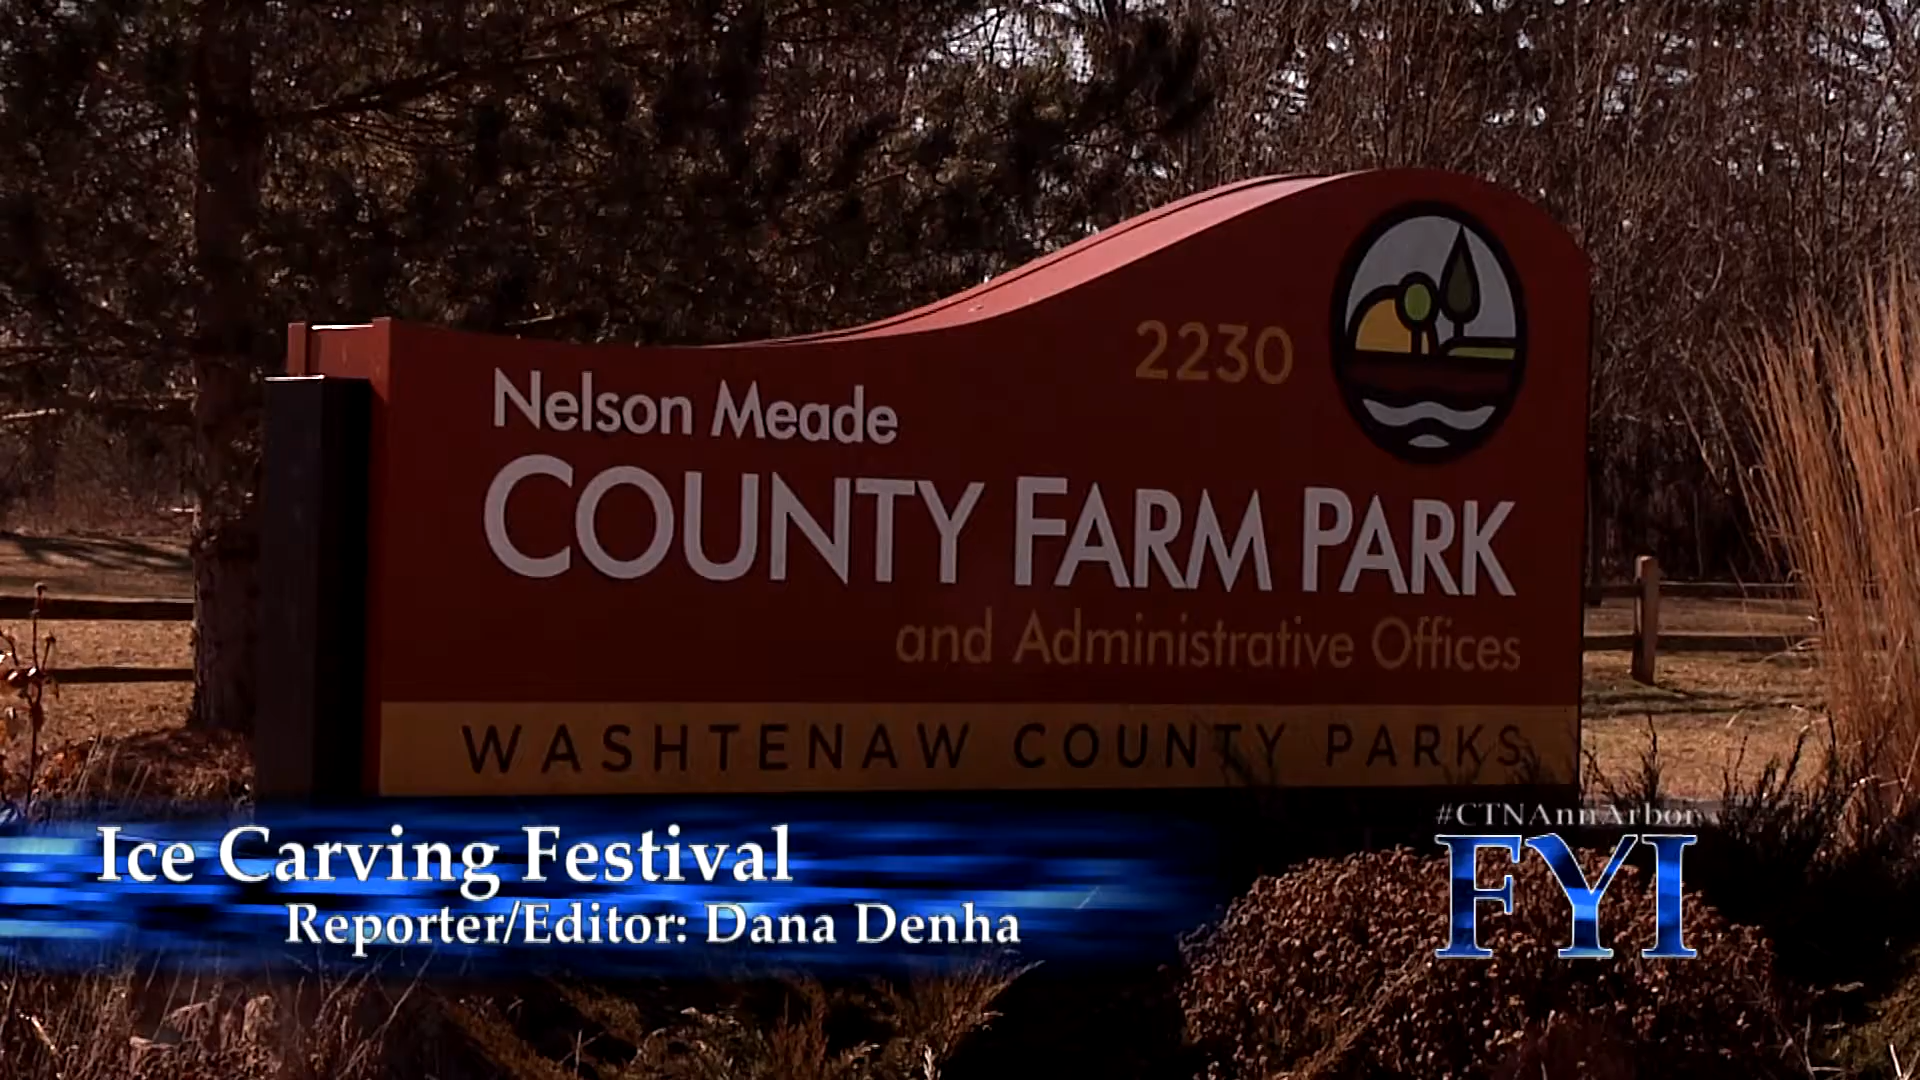 2230
Nelson Meade
COUNTY FARM PARK
and Administrative Offices
WASHTENAW COUNTY PARKS
Ice Carving Festival
Reporter/Editor: Dana Denha
#CTNAnnArbor
FYI